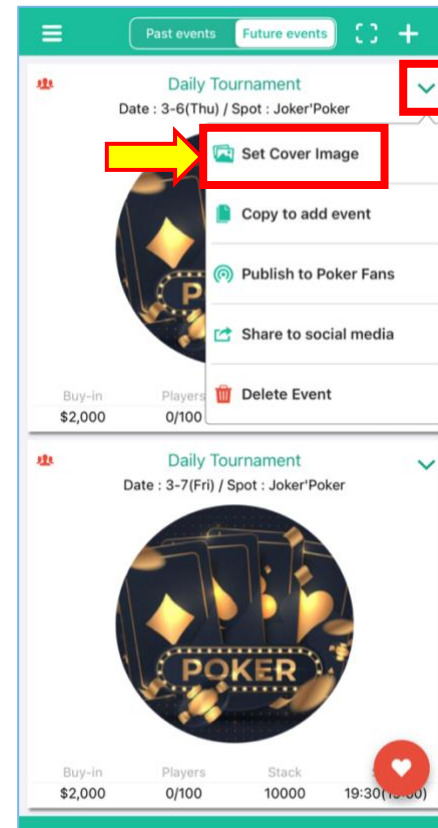 Past events Future events
Daily Tournament
Date : 3-6(Thu) / Spot : Joker'Poker
Set Cover Image
Copy to add event
Publish to Poker Fans
Share to social media
Delete Event
Buy-in Players
$2,000 0/100
Daily Tournament
Date : 3-7(Fri) / Spot : Joker'Poker
POKER
Buy-in Players Stack
$2,000 0/100 10000 19:30(